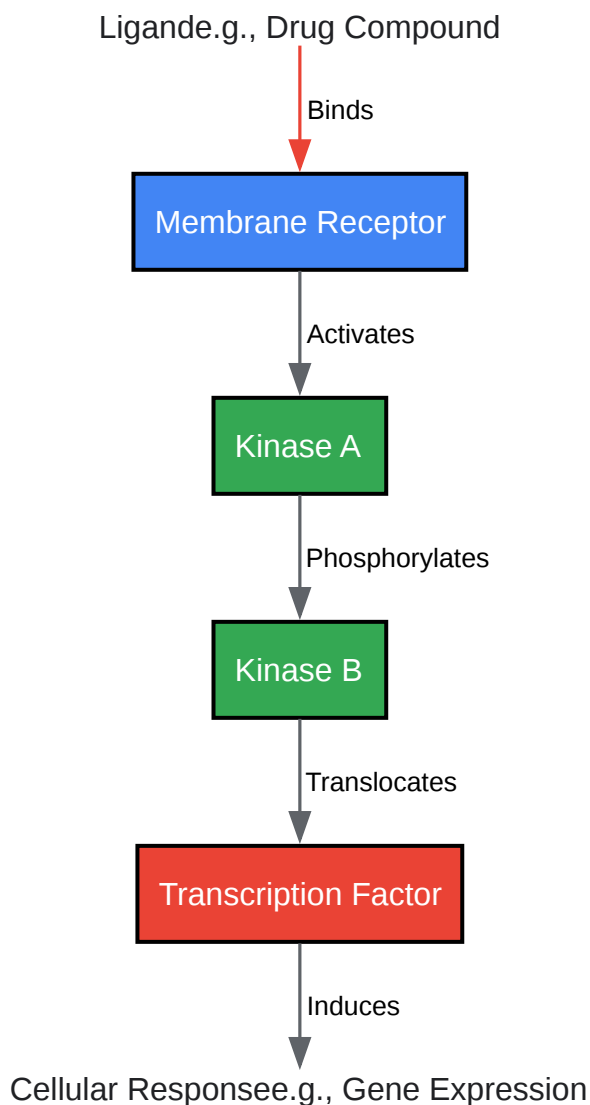 Ligande.g., Drug Compound
Binds
Membrane Receptor
Activates
Kinase A
Phosphorylates
Kinase B
Translocates
Transcription Factor
Induces
Cellular Responsee.g., Gene Expression